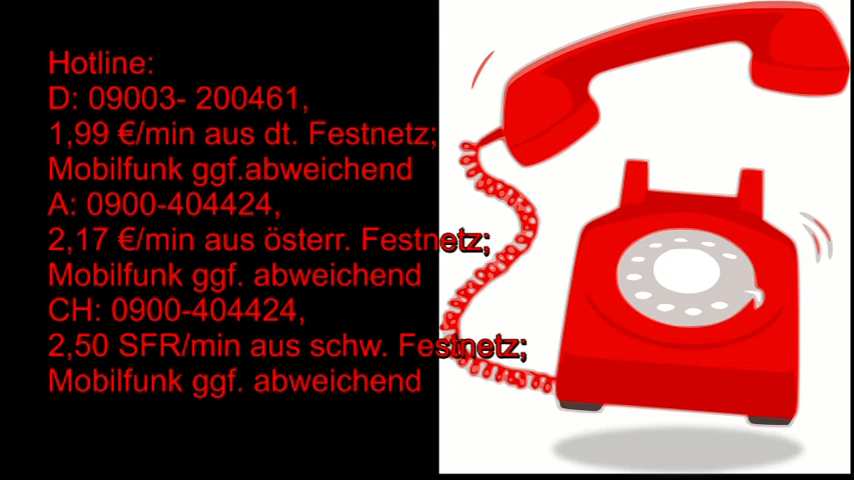 Hotline:
D: 09003- 200461,
1,99 €/min aus dt. Festnetz;
Mobilfunk ggf.abweichend
A: 0900-404424,
2,17 €/min aus österr. Festnetz;
Mobilfunk ggf. abweichend
CH: 0900-404424,
2,50 SFR/min aus schw. Festnetz;
Mobilfunk ggf. abweichend